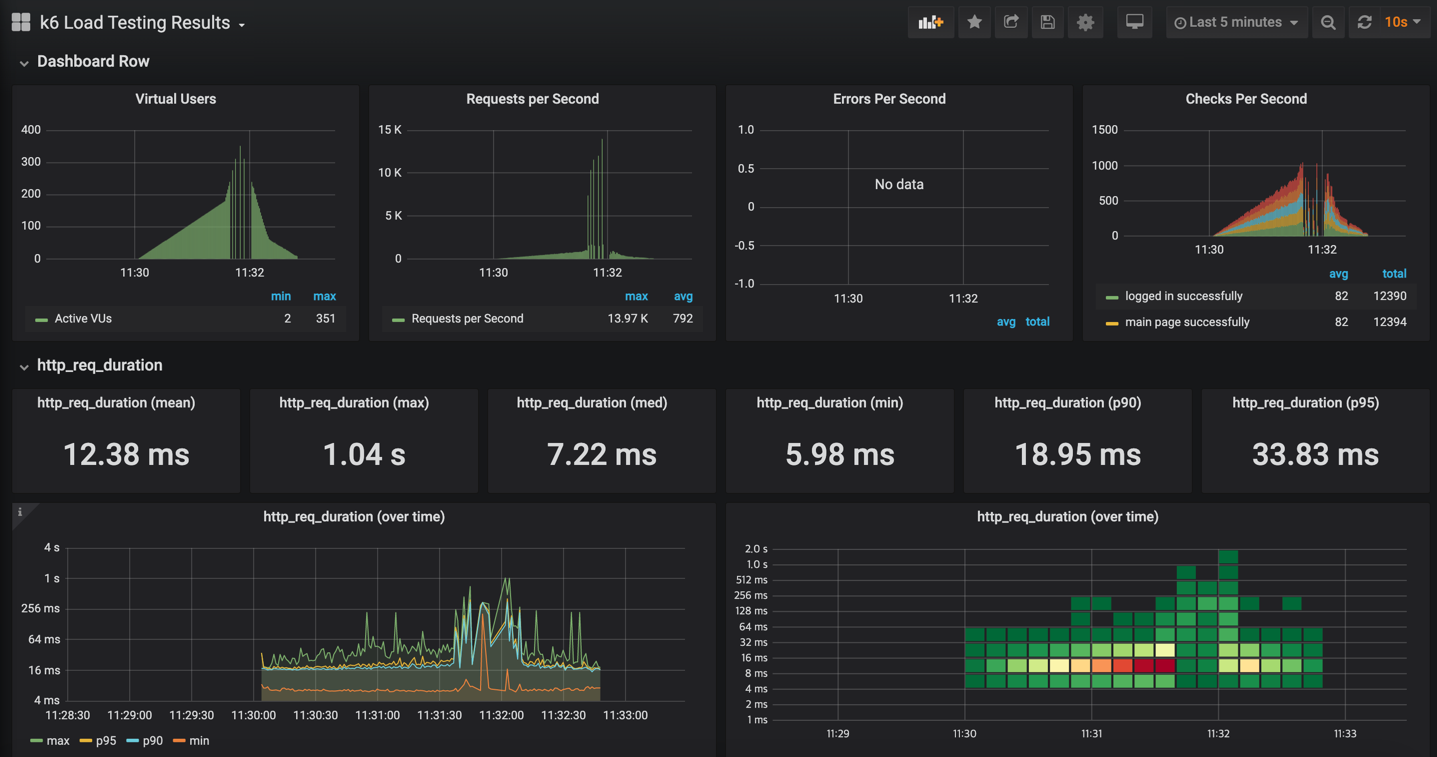 k6 Load Testing Results
Last 5 minutes
10s
Dashboard Row
Virtual Users
400
300
200
100
0
11:30 11:32
min max
Active VUs 2 351
Requests per Second
15 K
10 K
5 K
0
11:30 11:32
max avg
Requests per Second 13.97 K 792
Errors Per Second
1.0
0.5
0
-0.5
-1.0
No data
11:30 11:32
avg total
Checks Per Second
1500
1000
500
0
11:30 11:32
avg total
logged in successfully 82 12390
main page successfully 82 12394
http_req_duration
http_req_duration (mean)
12.38 ms
http_req_duration (max)
1.04 s
http_req_duration (med)
7.22 ms
http_req_duration (min)
5.98 ms
http_req_duration (p90)
18.95 ms
http_req_duration (p95)
33.83 ms
i
http_req_duration (over time)
4 s
1 s
256 ms
64 ms
16 ms
4 ms
11:28:30 11:29:00 11:29:30 11:30:00 11:30:30 11:31:00 11:31:30 11:32:00 11:32:30 11:33:00
max p95 p90 min
http_req_duration (over time)
2.0 s
1.0 s
512 ms
256 ms
128 ms
64 ms
32 ms
16 ms
8 ms
4 ms
2 ms
1 ms
11:29 11:30 11:31 11:32 11:33